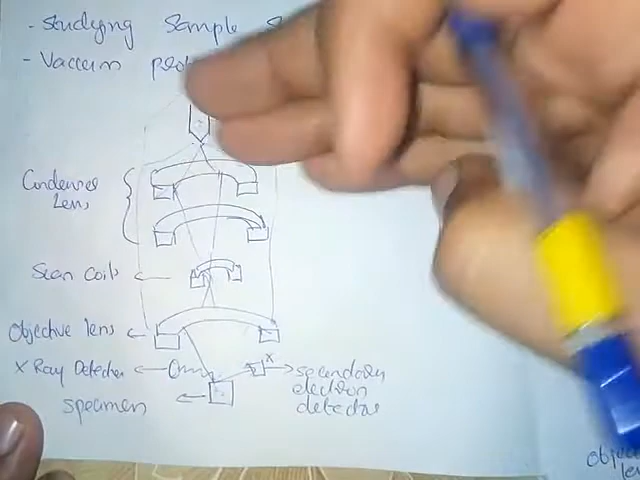 - Studying Sample
- Vaccum
Condenser
Lens
Scan Coils
Objective lens
X Ray Detector
x
secondary
electron
detector
specimen